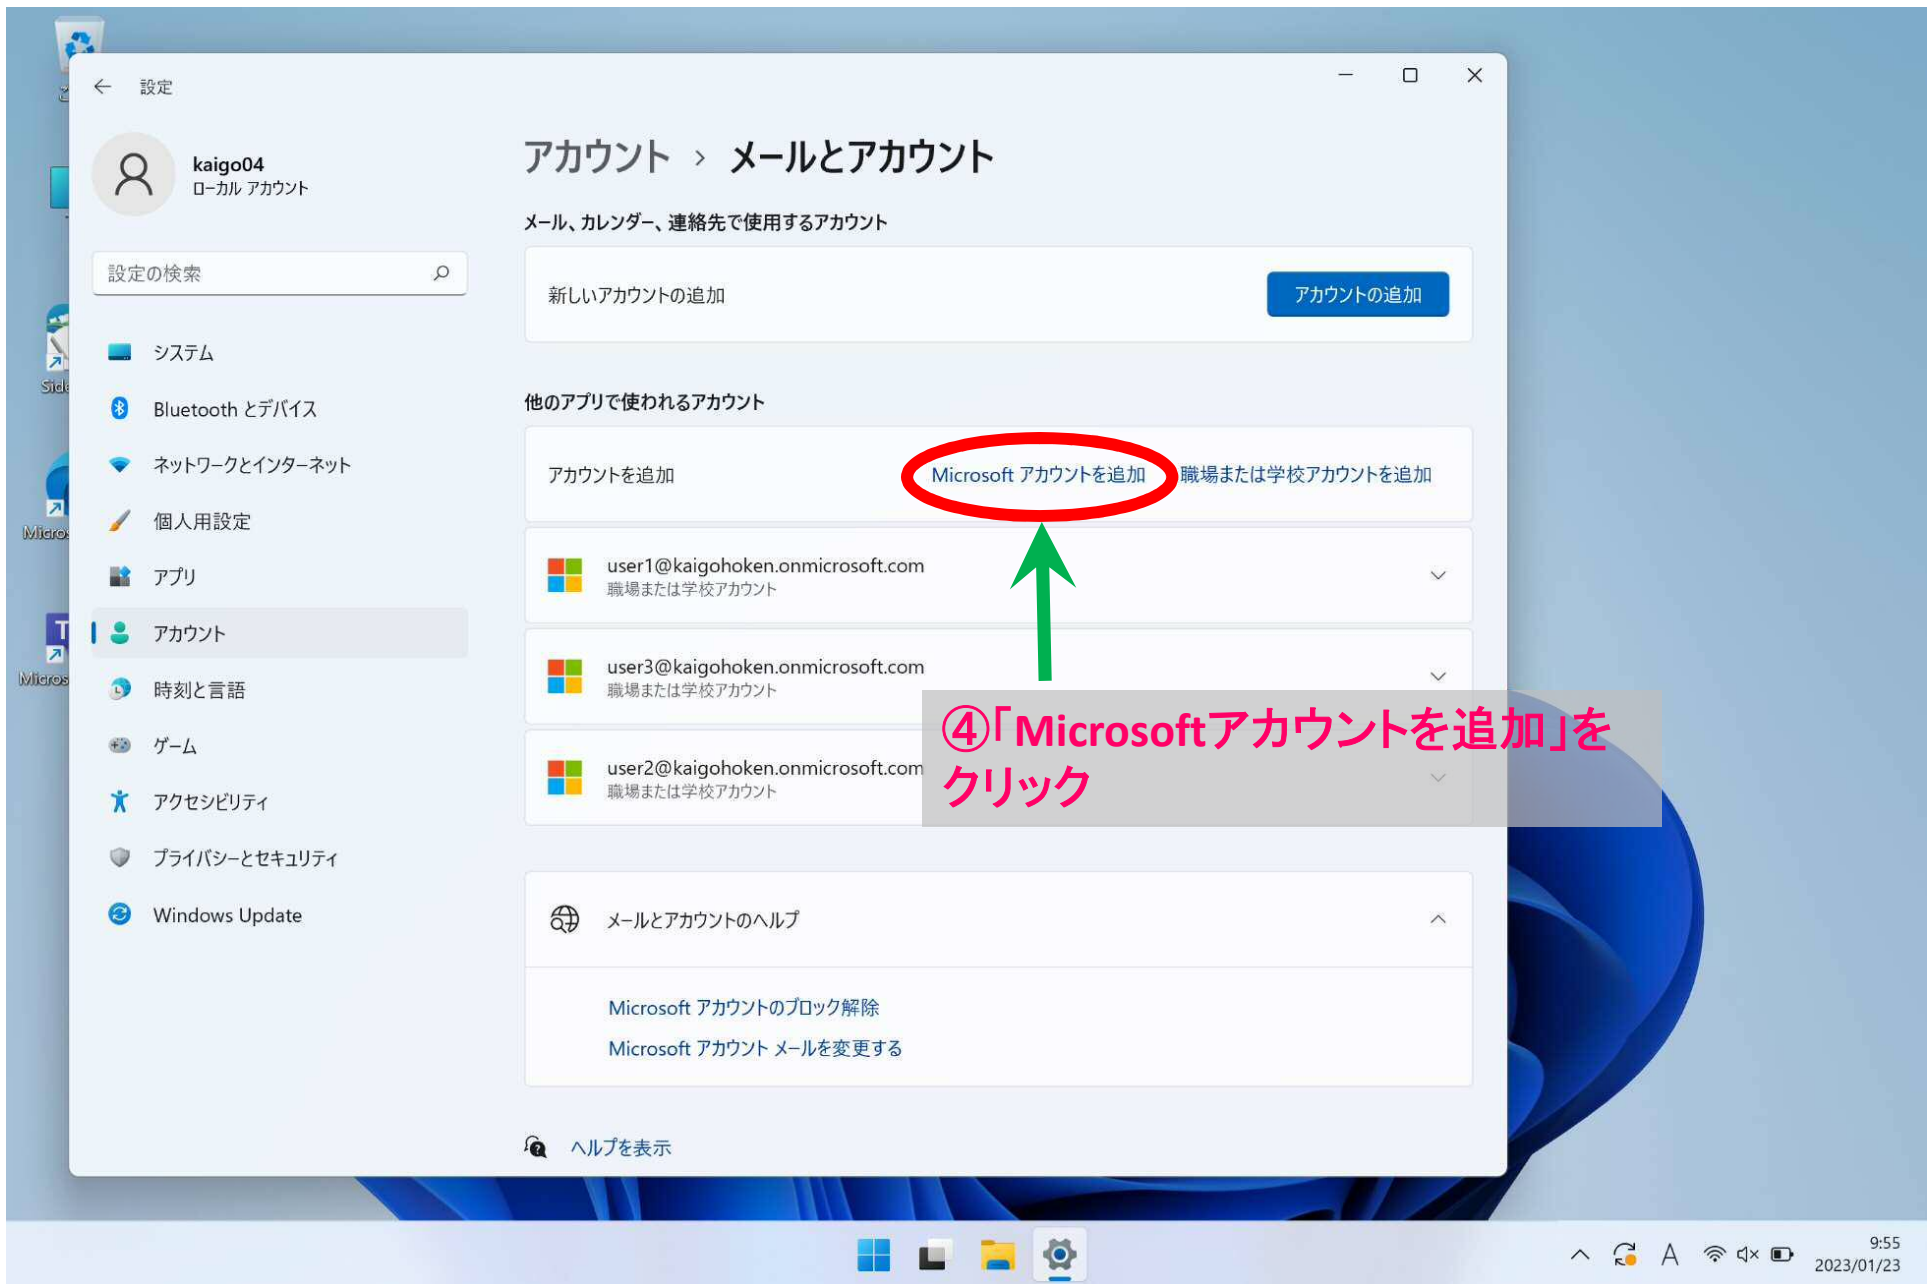 設定
kaigo04
ローカル アカウント
設定の検索
システム
Bluetooth とデバイス
ネットワークとインターネット
個人用設定
アプリ
アカウント
時刻と言語
ゲーム
アクセシビリティ
プライバシーとセキュリティ
Windows Update
アカウント › メールとアカウント
メール、カレンダー、連絡先で使用するアカウント
新しいアカウントの追加 アカウントの追加
他のアプリで使われるアカウント
アカウントを追加 Microsoft アカウントを追加 職場または学校アカウントを追加
user1@kaigohoken.onmicrosoft.com
職場または学校アカウント
user3@kaigohoken.onmicrosoft.com
職場または学校アカウント
user2@kaigohoken.onmicrosoft.com
職場または学校アカウント
④「Microsoftアカウントを追加」を
クリック
メールとアカウントのヘルプ
Microsoft アカウントのブロック解除
Microsoft アカウント メールを変更する
ヘルプを表示
A
9:55
2023/01/23